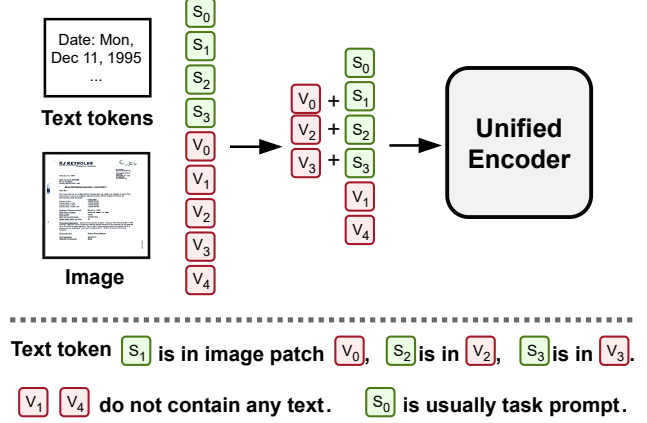 Date: Mon,
Dec 11, 1995
...
Text tokens
RJ REYNOLDS
Image
S0
S1
S2
S3
V0
V1
V2
V3
V4
S0
V0 + S1
V2 + S2
V3 + S3
V1
V4
Unified
Encoder
Text token S1 is in image patch V0, S2 is in V2, S3 is in V3.
V1 V4 do not contain any text. S0 is usually task prompt.